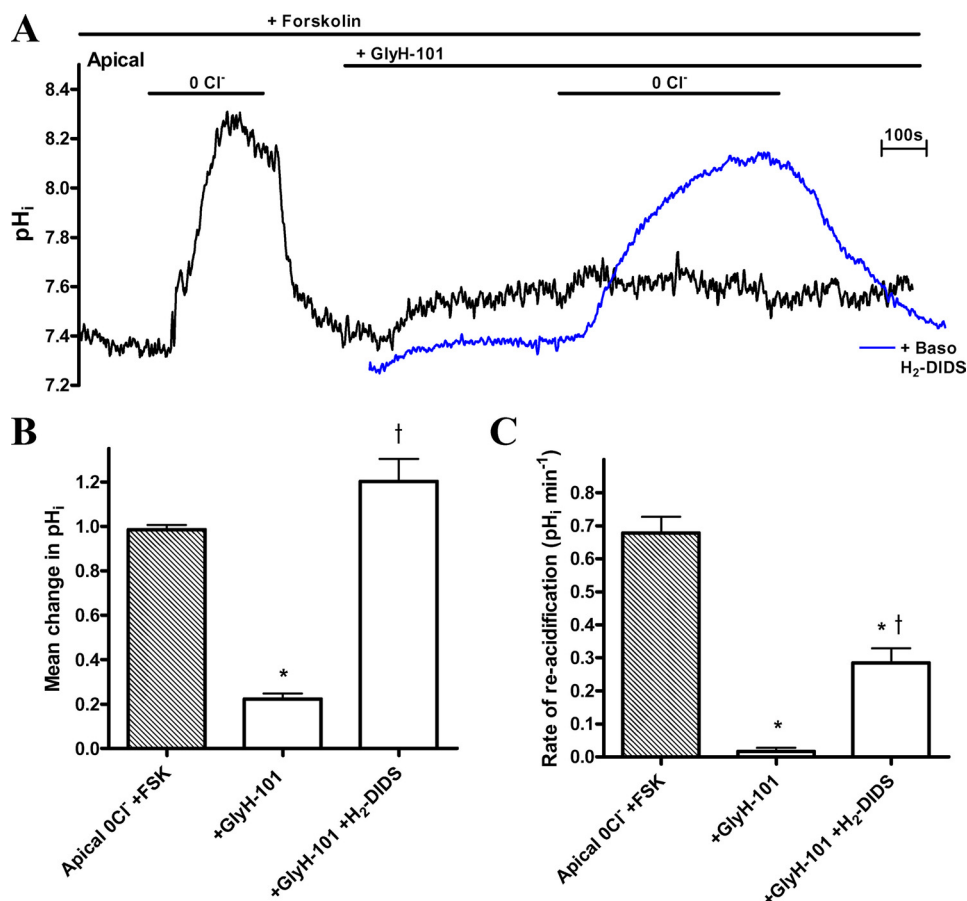 A
+ Forskolin
Apical
+ GlyH-101
0 Cl⁻
0 Cl⁻
8.4
8.2
8.0
7.8
7.6
7.4
7.2
pHᵢ
100s
+ Baso
H₂-DIDS
B
1.2
1.0
0.8
0.6
0.4
0.2
0.0
Mean change in pHᵢ
*
†
Apical 0Cl⁻ +FSK
+GlyH-101
+GlyH-101 +H₂-DIDS
C
0.8
0.7
0.6
0.5
0.4
0.3
0.2
0.1
0.0
Rate of re-acidification (pHᵢ min⁻¹)
*
* †
Apical 0Cl⁻ +FSK
+GlyH-101
+GlyH-101 +H₂-DIDS